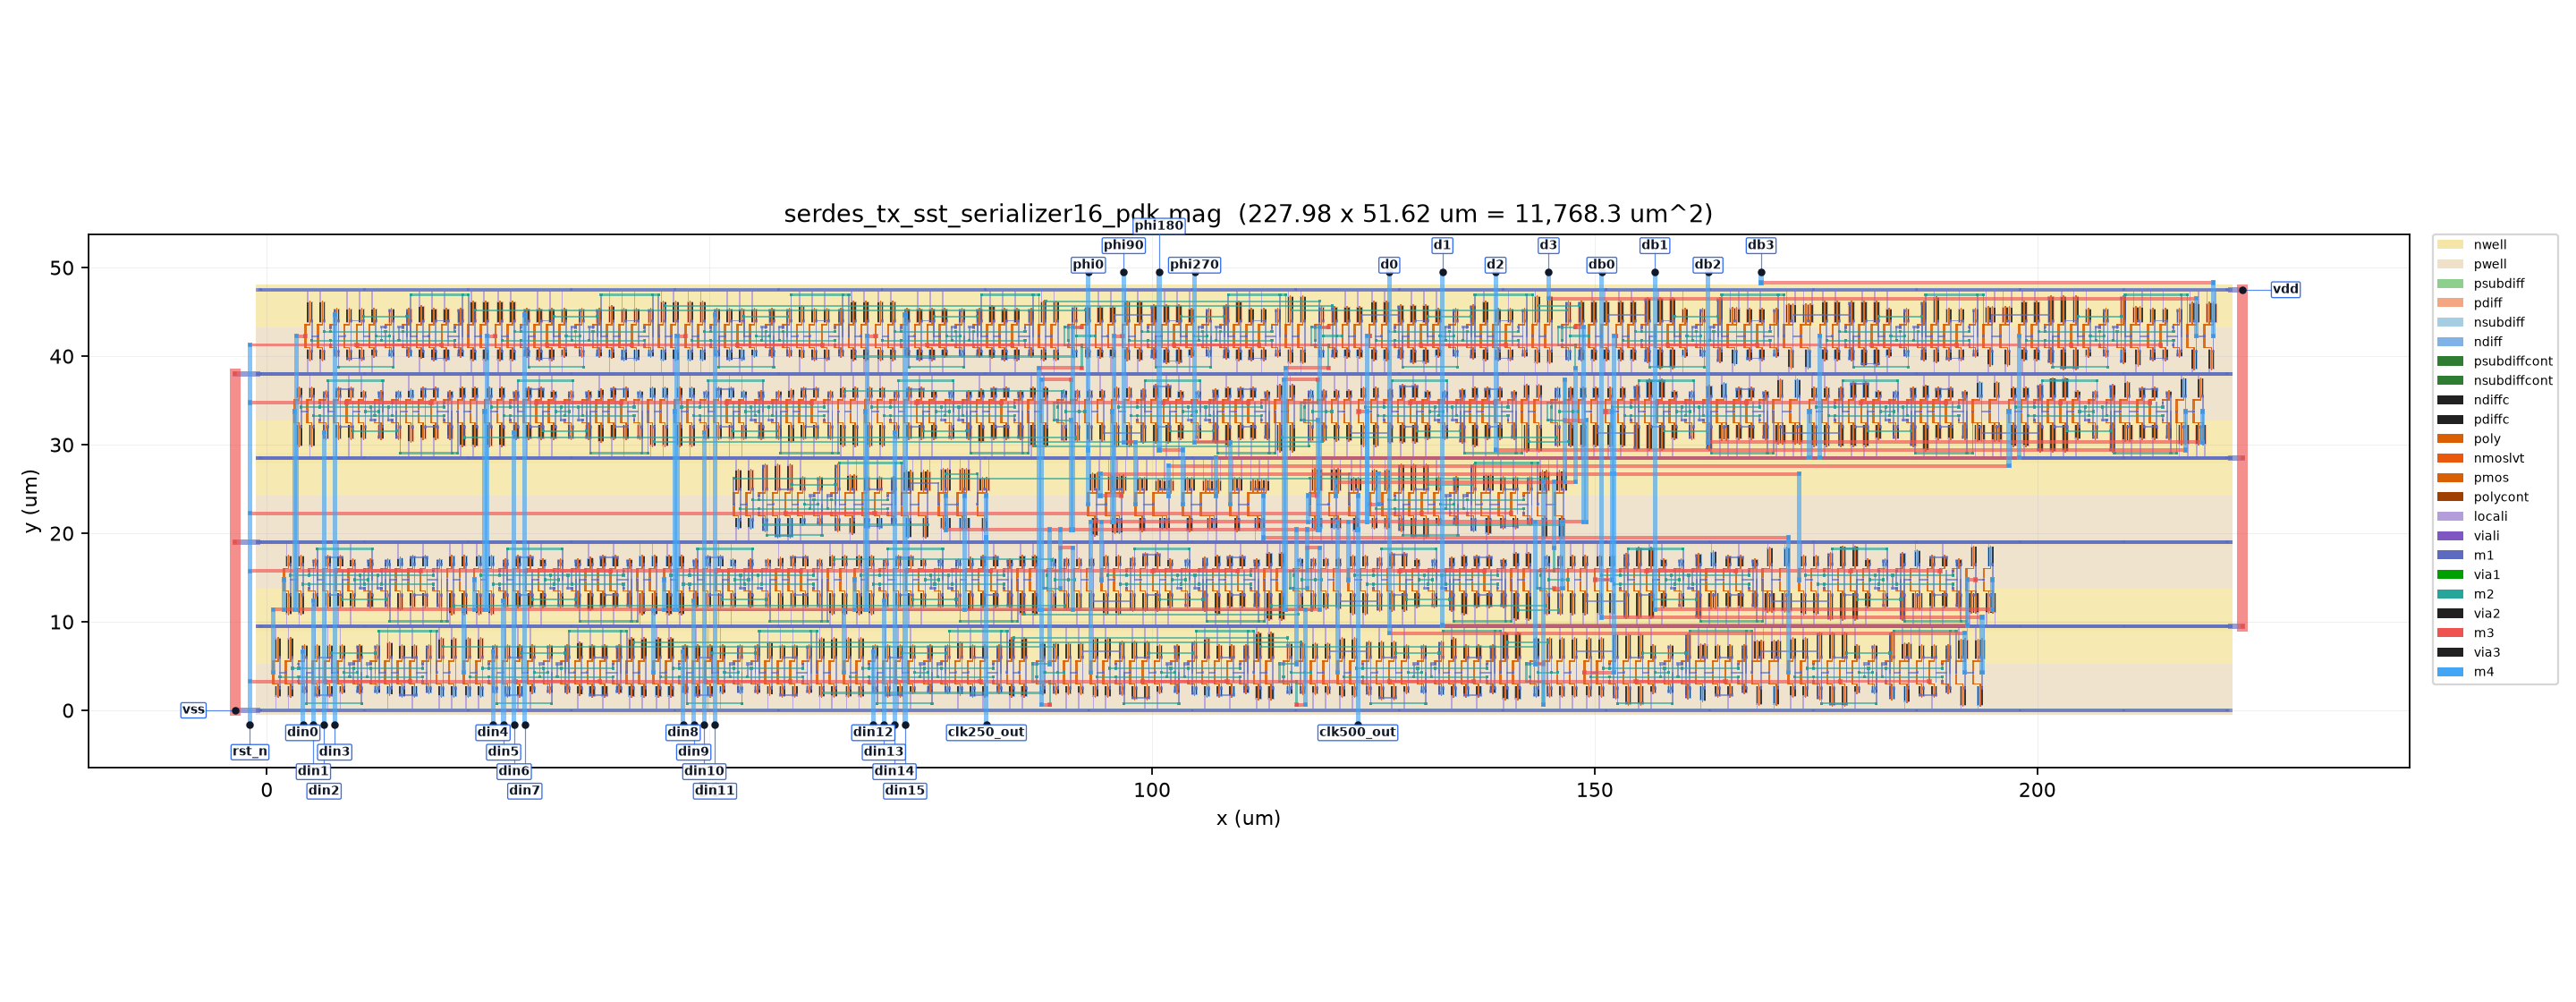 serdes_tx_sst_serializer16_pdk.mag (227.98 x 51.62 um = 11,768.3 um^2)
phi180
phi90
d1
d3
db1
db3
phi0
phi270
d0
d2
db0
db2
vdd
vss
50
40
30
20
10
0
y (um)
din0
din4
din8
din12
clk250_out
clk500_out
rst_n
din3
din5
din9
din13
din1
din6
din10
din14
din2
din7
din11
din15
0
100
150
200
x (um)
nwell
pwell
psubdiff
pdiff
nsubdiff
ndiff
psubdiffcont
nsubdiffcont
ndiffc
pdiffc
poly
nmoslvt
pmos
polycont
locali
viali
m1
via1
m2
via2
m3
via3
m4